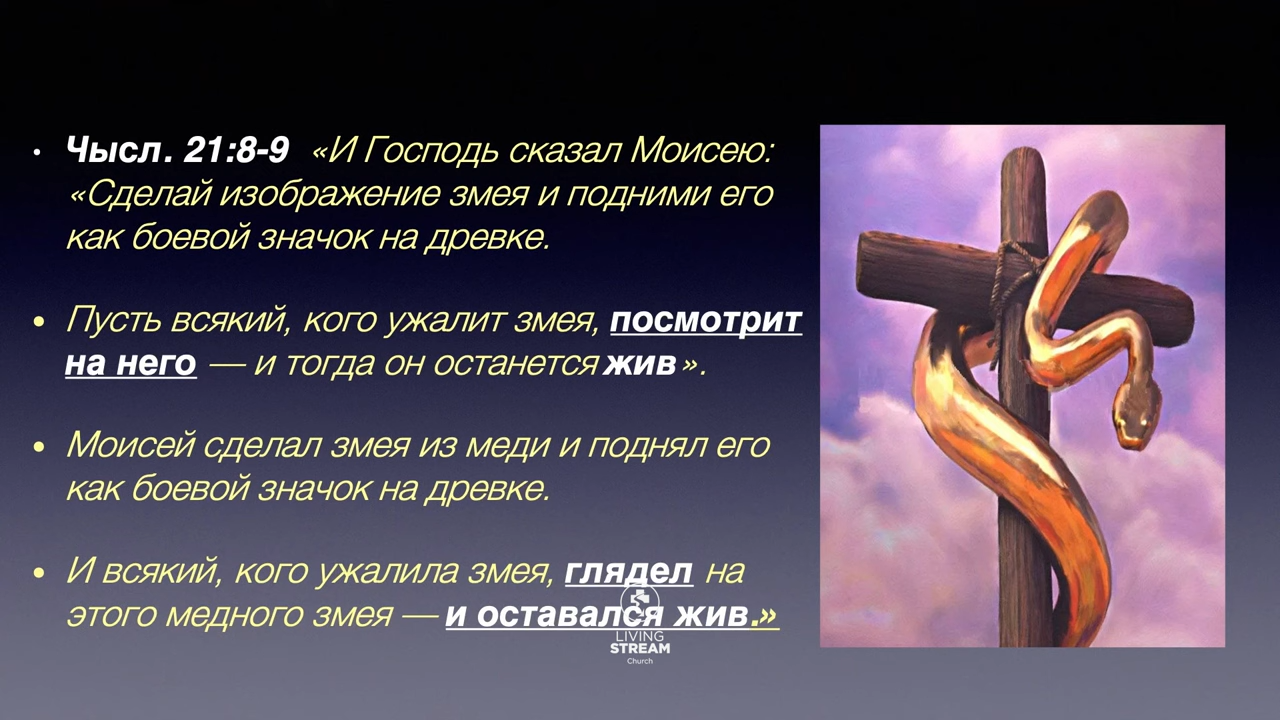 • Чысл. 21:8-9 «И Господь сказал Моисею:
«Сделай изображение змея и подними его
как боевой значок на древке.
• Пусть всякий, кого ужалит змея, посмотрит
на него — и тогда он останется жив».
• Моисей сделал змея из меди и поднял его
как боевой значок на древке.
• И всякий, кого ужалила змея, глядел на
этого медного змея — и оставался жив.»
LIVING
STREAM
Church